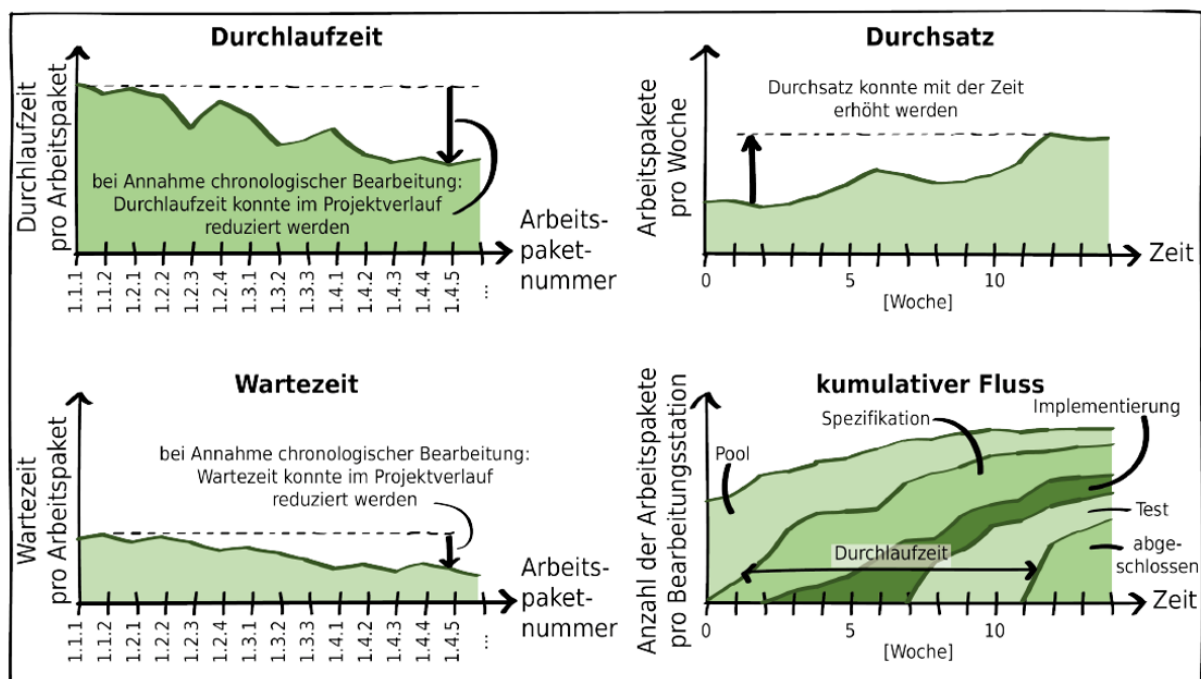 Durchlaufzeit
Durchlaufzeit
pro Arbeitspaket
bei Annahme chronologischer Bearbeitung:
Durchlaufzeit konnte im Projektverlauf
reduziert werden
Arbeits-
paket-
nummer
1.1.1
1.1.2
1.2.1
1.2.2
1.2.3
1.2.4
1.3.1
1.3.2
1.3.3
1.4.1
1.4.2
1.4.3
1.4.4
1.4.5
...
Durchsatz
Arbeitspakete
pro Woche
Durchsatz konnte mit der Zeit
erhöht werden
Zeit
0
5
10
[Woche]
Wartezeit
Wartezeit
pro Arbeitspaket
bei Annahme chronologischer Bearbeitung:
Wartezeit konnte im Projektverlauf
reduziert werden
Arbeits-
paket-
nummer
1.1.1
1.1.2
1.2.1
1.2.2
1.2.3
1.2.4
1.3.1
1.3.2
1.3.3
1.4.1
1.4.2
1.4.3
1.4.4
1.4.5
...
kumulativer Fluss
Anzahl der Arbeitspakete
pro Bearbeitungsstation
Spezifikation
Implementierung
Pool
Test
Durchlaufzeit
abge-
schlossen
Zeit
0
5
10
[Woche]